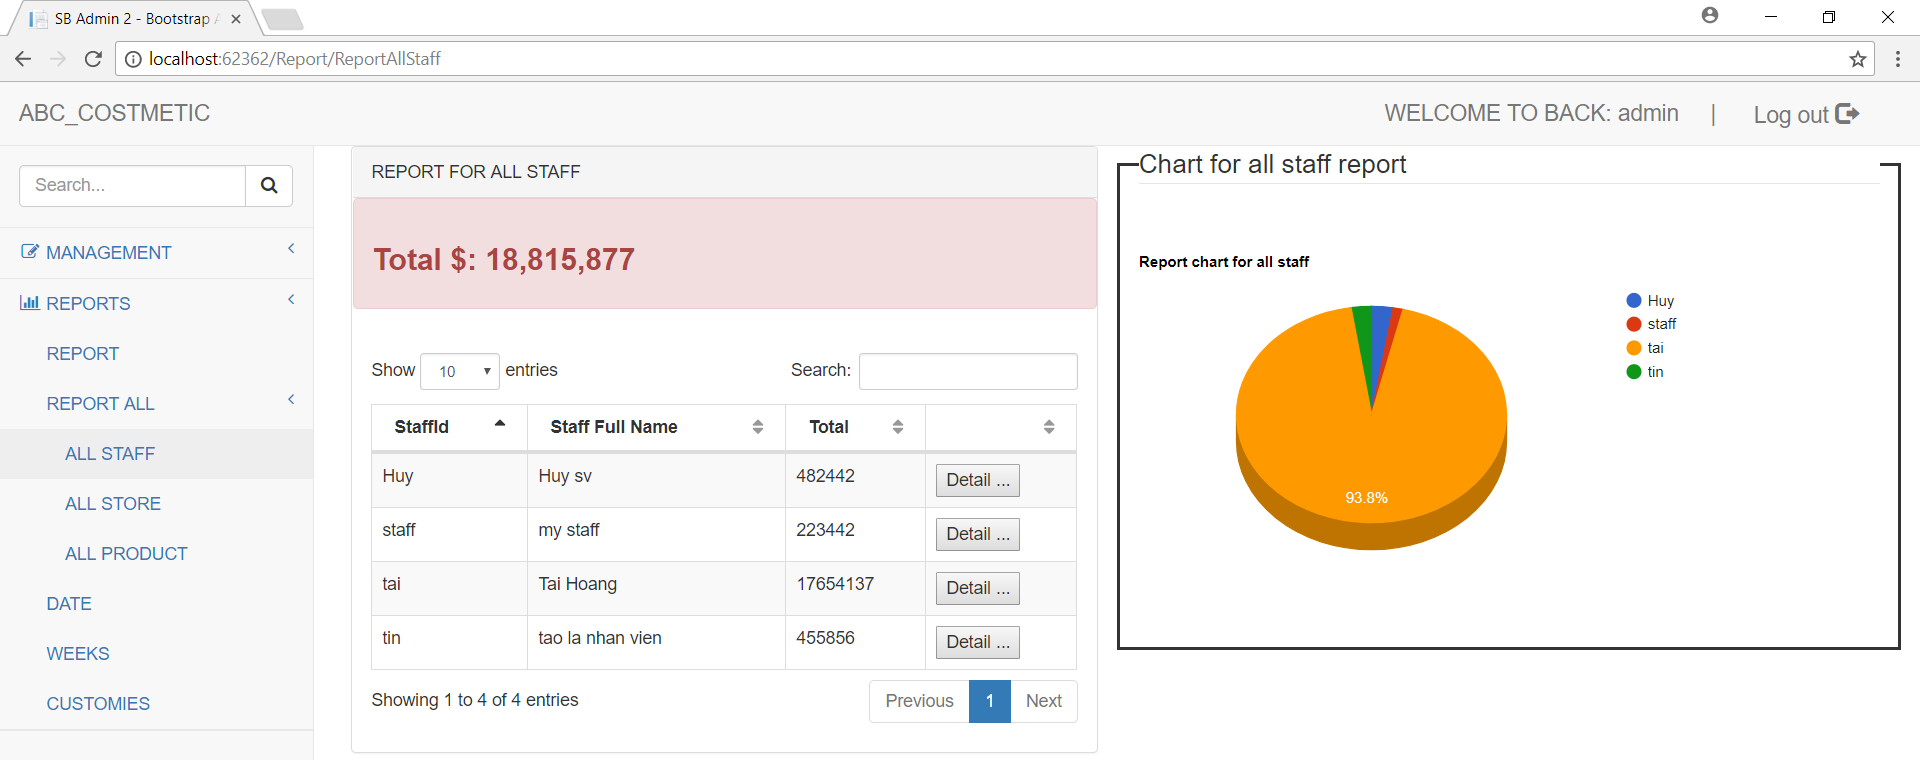 SB Admin 2 - Bootstrap A
localhost:62362/Report/ReportAllStaff
ABC_COSTMETIC
WELCOME TO BACK: admin | Log out
Search...
MANAGEMENT
REPORTS
REPORT
REPORT ALL
ALL STAFF
ALL STORE
ALL PRODUCT
DATE
WEEKS
CUSTOMIES
REPORT FOR ALL STAFF
Total $: 18,815,877
Show 10 entries Search:
StaffId Staff Full Name Total
Huy Huy sv 482442 Detail ...
staff my staff 223442 Detail ...
tai Tai Hoang 17654137 Detail ...
tin tao la nhan vien 455856 Detail ...
Showing 1 to 4 of 4 entries Previous 1 Next
Chart for all staff report
Report chart for all staff
Huy
staff
tai
tin
93.8%